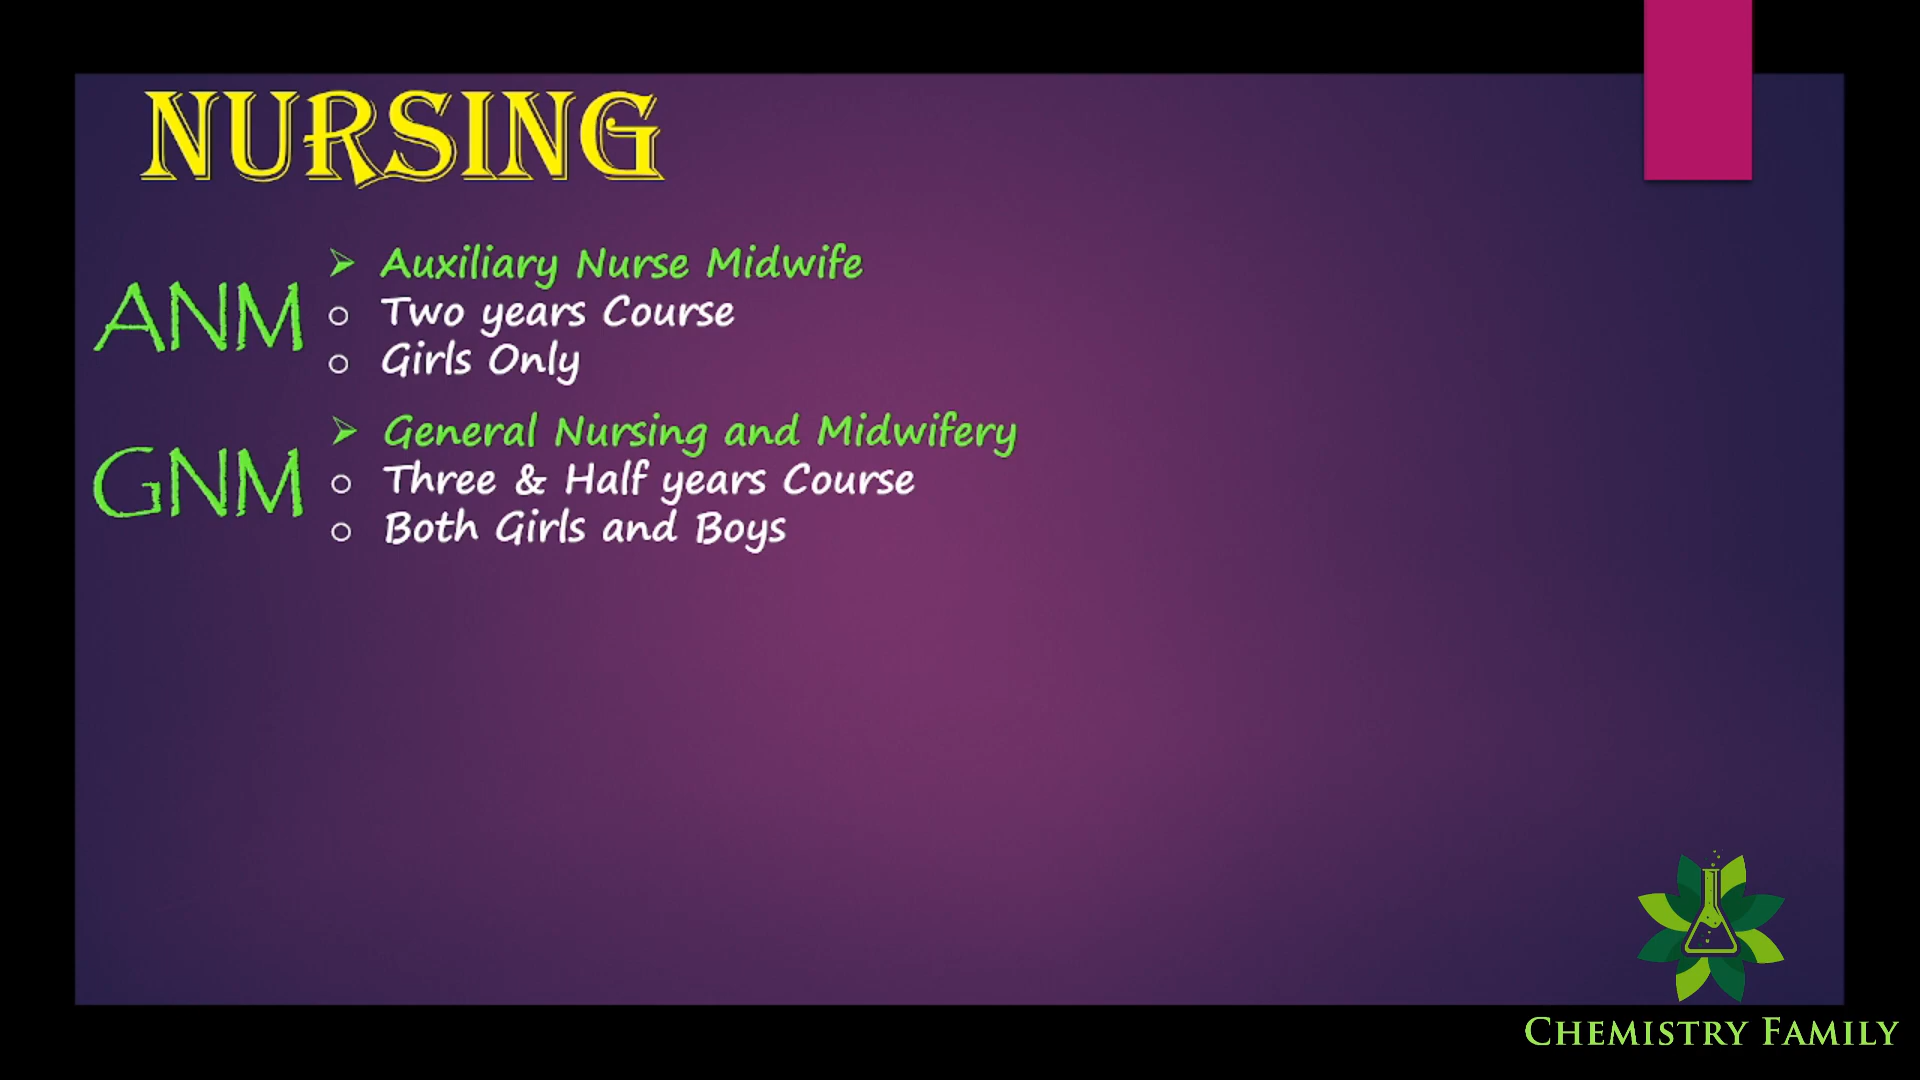 NURSING
ANM
➢ Auxiliary Nurse Midwife
o Two years Course
o Girls Only
GNM
➢ General Nursing and Midwifery
o Three & Half years Course
o Both Girls and Boys
CHEMISTRY FAMILY